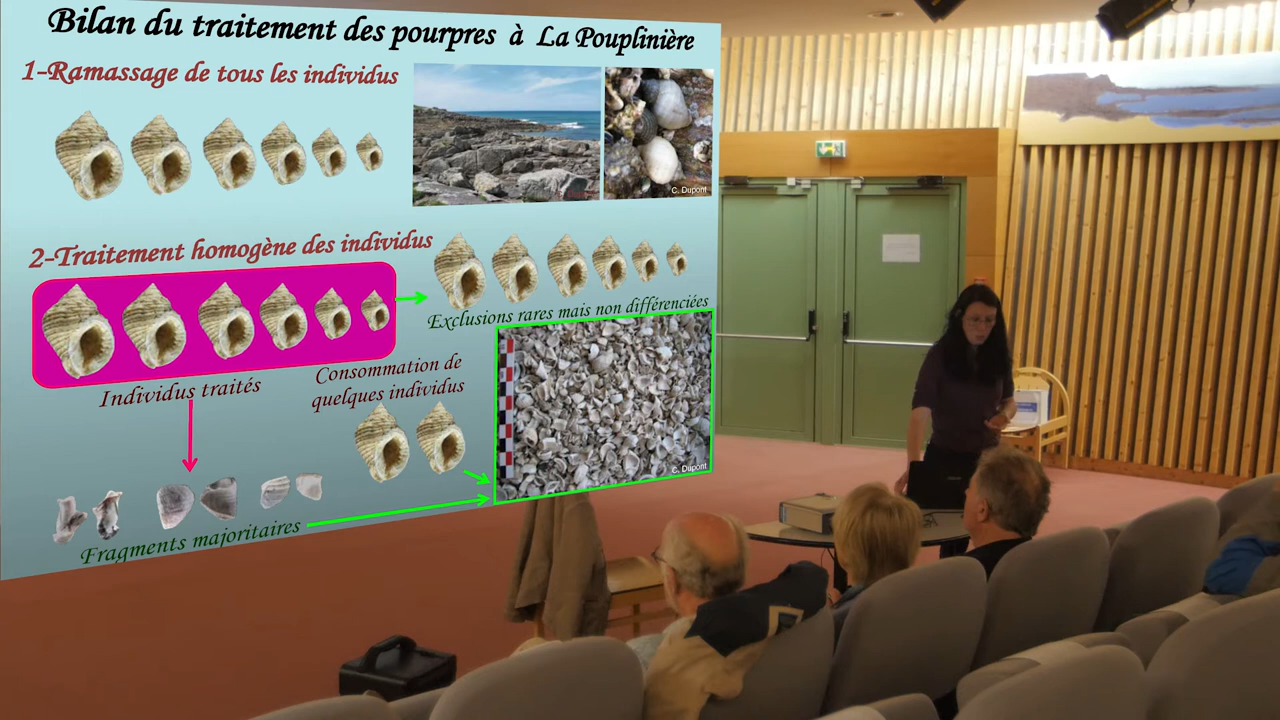 Bilan du traitement des pourpres à La Pouplinière
1-Ramassage de tous les individus
C. Dupont
2-Traitement homogène des individus
Exclusions rares mais non différenciées
Individus traités
Consommation de
quelques individus
C. Dupont
Fragments majoritaires